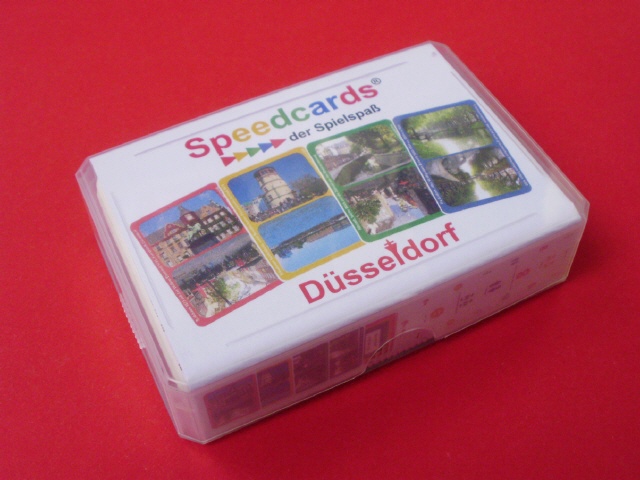 Speedcards®
der Spielspaß
Düsseldorf